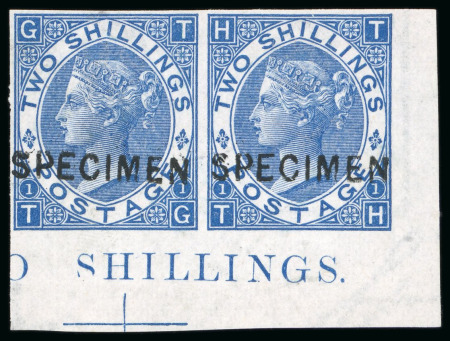 G T H T
TWO SHILLINGS TWO SHILLINGS
SPECIMEN SPECIMEN
1 1 1 1
POSTAGE POSTAGE
T G T H
O SHILLINGS.